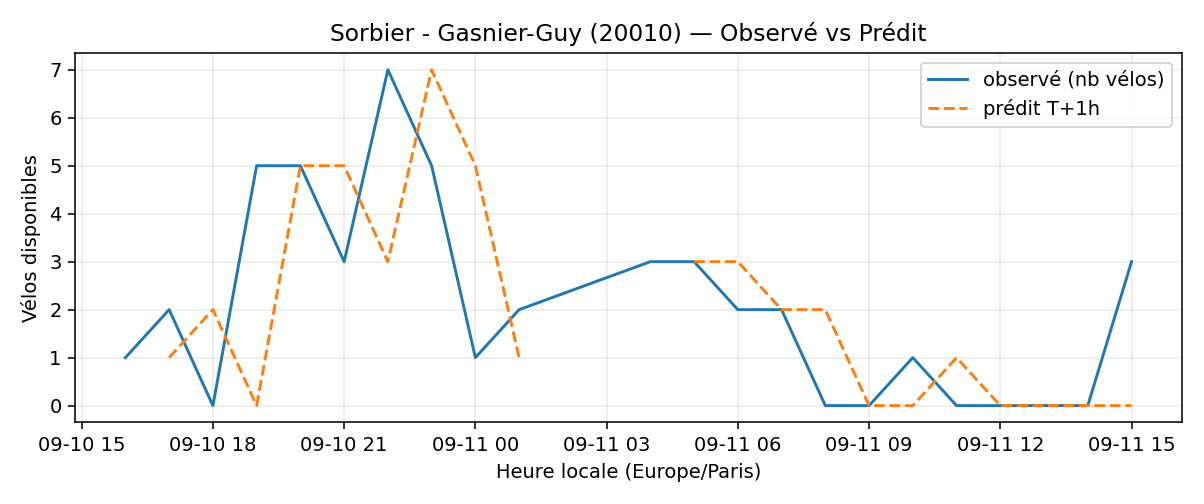 Sorbier - Gasnier-Guy (20010) — Observé vs Prédit
observé (nb vélos)
prédit T+1h
Vélos disponibles
7
6
5
4
3
2
1
0
09-10 15 09-10 18 09-10 21 09-11 00 09-11 03 09-11 06 09-11 09 09-11 12 09-11 15
Heure locale (Europe/Paris)